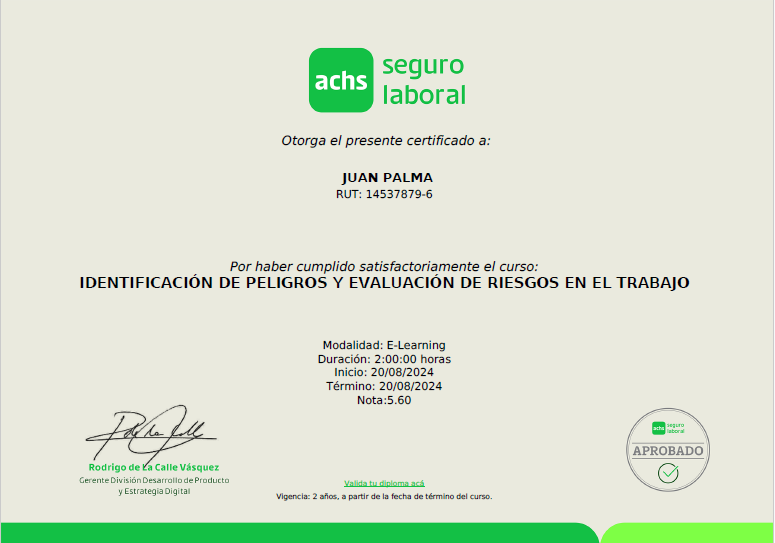 achs seguro
laboral
Otorga el presente certificado a:
JUAN PALMA
RUT: 14537879-6
Por haber cumplido satisfactoriamente el curso:
IDENTIFICACIÓN DE PELIGROS Y EVALUACIÓN DE RIESGOS EN EL TRABAJO
Modalidad: E-Learning
Duración: 2:00:00 horas
Inicio: 20/08/2024
Término: 20/08/2024
Nota:5.60
Rodrigo de La Calle Vásquez
Gerente División Desarrollo de Producto
y Estrategia Digital
Valida tu diploma acá
Vigencia: 2 años, a partir de la fecha de término del curso.
achs seguro
laboral
APROBADO